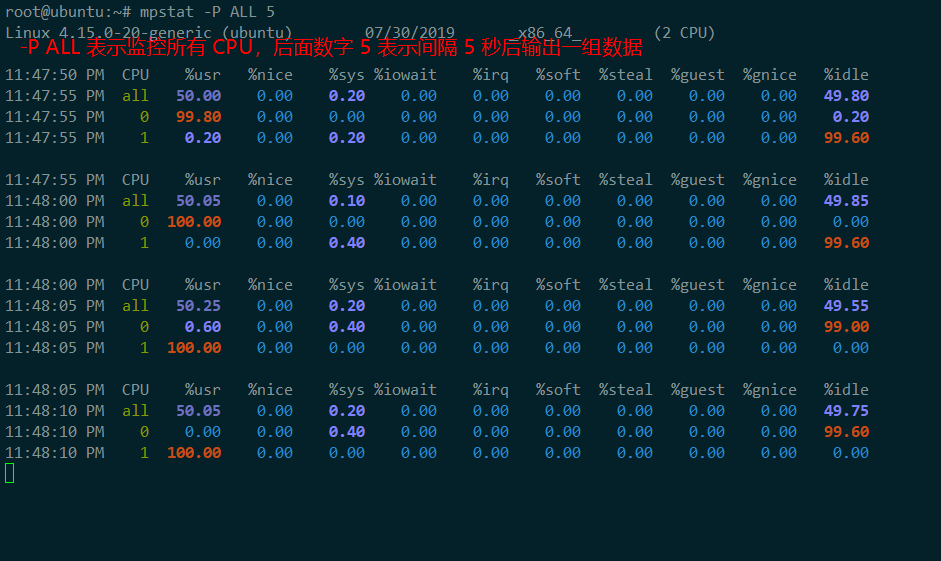 root@ubuntu:~# mpstat -P ALL 5
Linux 4.15.0-20-generic (ubuntu) 07/30/2019 _x86_64_ (2 CPU)
-P ALL 表示监控所有 CPU，后面数字 5 表示间隔 5 秒后输出一组数据
11:47:50 PM CPU %usr %nice %sys %iowait %irq %soft %steal %guest %gnice %idle
11:47:55 PM all 50.00 0.00 0.20 0.00 0.00 0.00 0.00 0.00 0.00 49.80
11:47:55 PM 0 99.80 0.00 0.00 0.00 0.00 0.00 0.00 0.00 0.00 0.20
11:47:55 PM 1 0.20 0.00 0.20 0.00 0.00 0.00 0.00 0.00 0.00 99.60
11:47:55 PM CPU %usr %nice %sys %iowait %irq %soft %steal %guest %gnice %idle
11:48:00 PM all 50.05 0.00 0.10 0.00 0.00 0.00 0.00 0.00 0.00 49.85
11:48:00 PM 0 100.00 0.00 0.00 0.00 0.00 0.00 0.00 0.00 0.00 0.00
11:48:00 PM 1 0.00 0.00 0.40 0.00 0.00 0.00 0.00 0.00 0.00 99.60
11:48:00 PM CPU %usr %nice %sys %iowait %irq %soft %steal %guest %gnice %idle
11:48:05 PM all 50.25 0.00 0.20 0.00 0.00 0.00 0.00 0.00 0.00 49.55
11:48:05 PM 0 0.60 0.00 0.40 0.00 0.00 0.00 0.00 0.00 0.00 99.00
11:48:05 PM 1 100.00 0.00 0.00 0.00 0.00 0.00 0.00 0.00 0.00 0.00
11:48:05 PM CPU %usr %nice %sys %iowait %irq %soft %steal %guest %gnice %idle
11:48:10 PM all 50.05 0.00 0.20 0.00 0.00 0.00 0.00 0.00 0.00 49.75
11:48:10 PM 0 0.00 0.00 0.40 0.00 0.00 0.00 0.00 0.00 0.00 99.60
11:48:10 PM 1 100.00 0.00 0.00 0.00 0.00 0.00 0.00 0.00 0.00 0.00